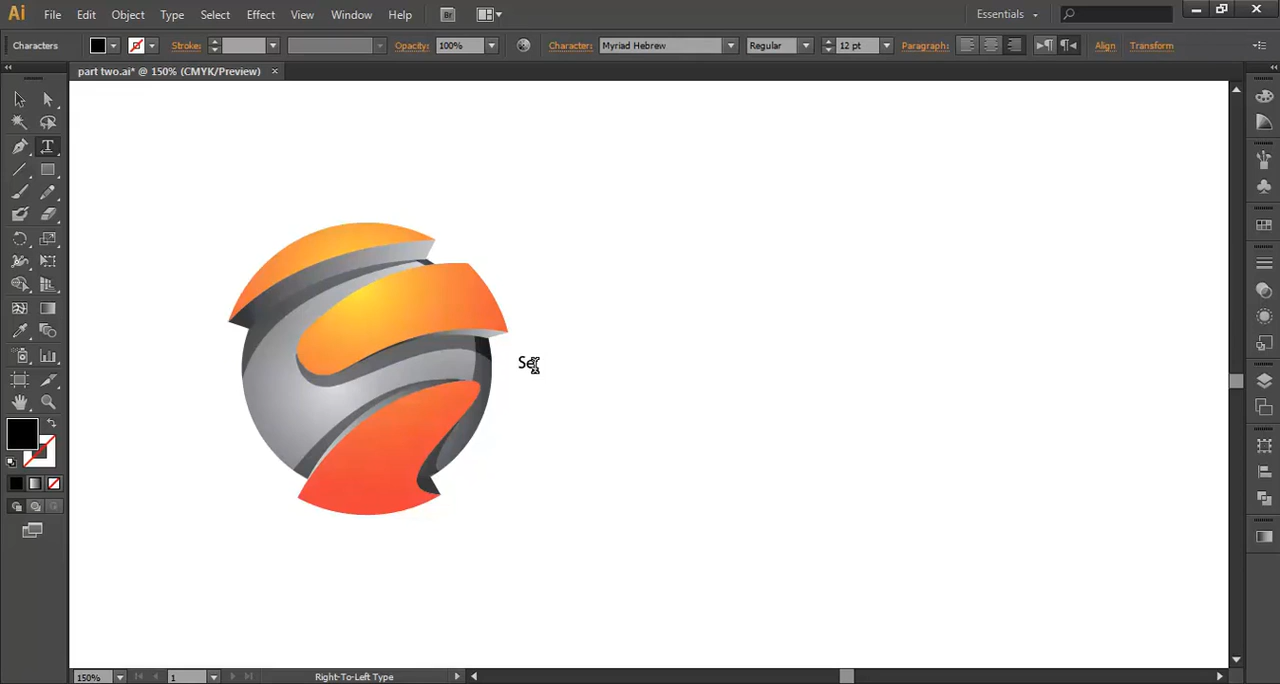 Ai File Edit Object Type Select Effect View Window Help Br Essentials
Characters Stroke: Opacity: 100% Character: Myriad Hebrew Regular 12 pt Paragraph: Align Transform
part two.ai* @ 150% (CMYK/Preview)
Se
150% 1 Right-To-Left Type